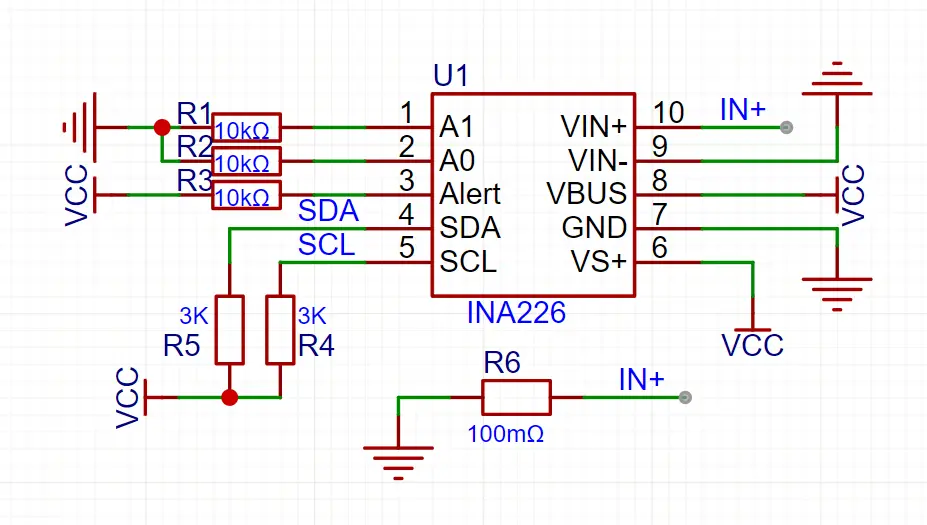 U1
R1
10kΩ
1
A1
VIN+
10
IN+
R2
10kΩ
2
A0
VIN-
9
R3
10kΩ
3
Alert
VBUS
8
VCC
VCC
SDA
4
SDA
GND
7
SCL
5
SCL
VS+
6
INA226
3K
R5
3K
R4
VCC
R6
IN+
VCC
100mΩ